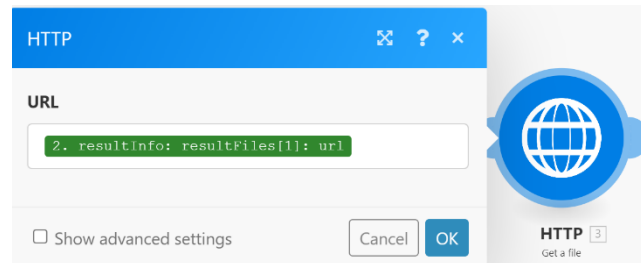 HTTP ? ×
URL
2. resultInfo: resultFiles[1]: url
Show advanced settings
Cancel OK
HTTP 3
Get a file